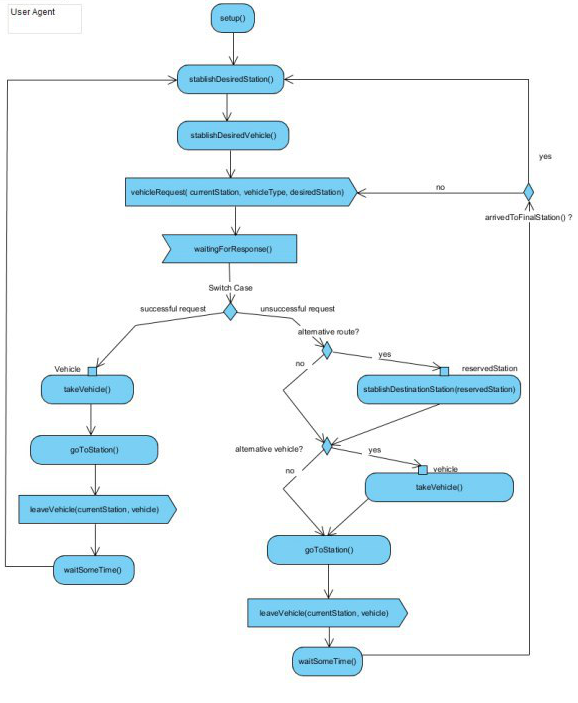 User Agent
setup()
stablishDesiredStation()
stablishDesiredVehicle()
yes
vehicleRequest( currentStation, vehicleType, desiredStation)
no
arrivedToFinalStation() ?
waitingForResponse()
Switch Case
successful request
unsuccessful request
alternative route?
yes
no
Vehicle
reservedStation
takeVehicle()
stablishDestinationStation(reservedStation)
goToStation()
alternative vehicle?
yes
no
vehicle
takeVehicle()
leaveVehicle(currentStation, vehicle)
goToStation()
waitSomeTime()
leaveVehicle(currentStation, vehicle)
waitSomeTime()